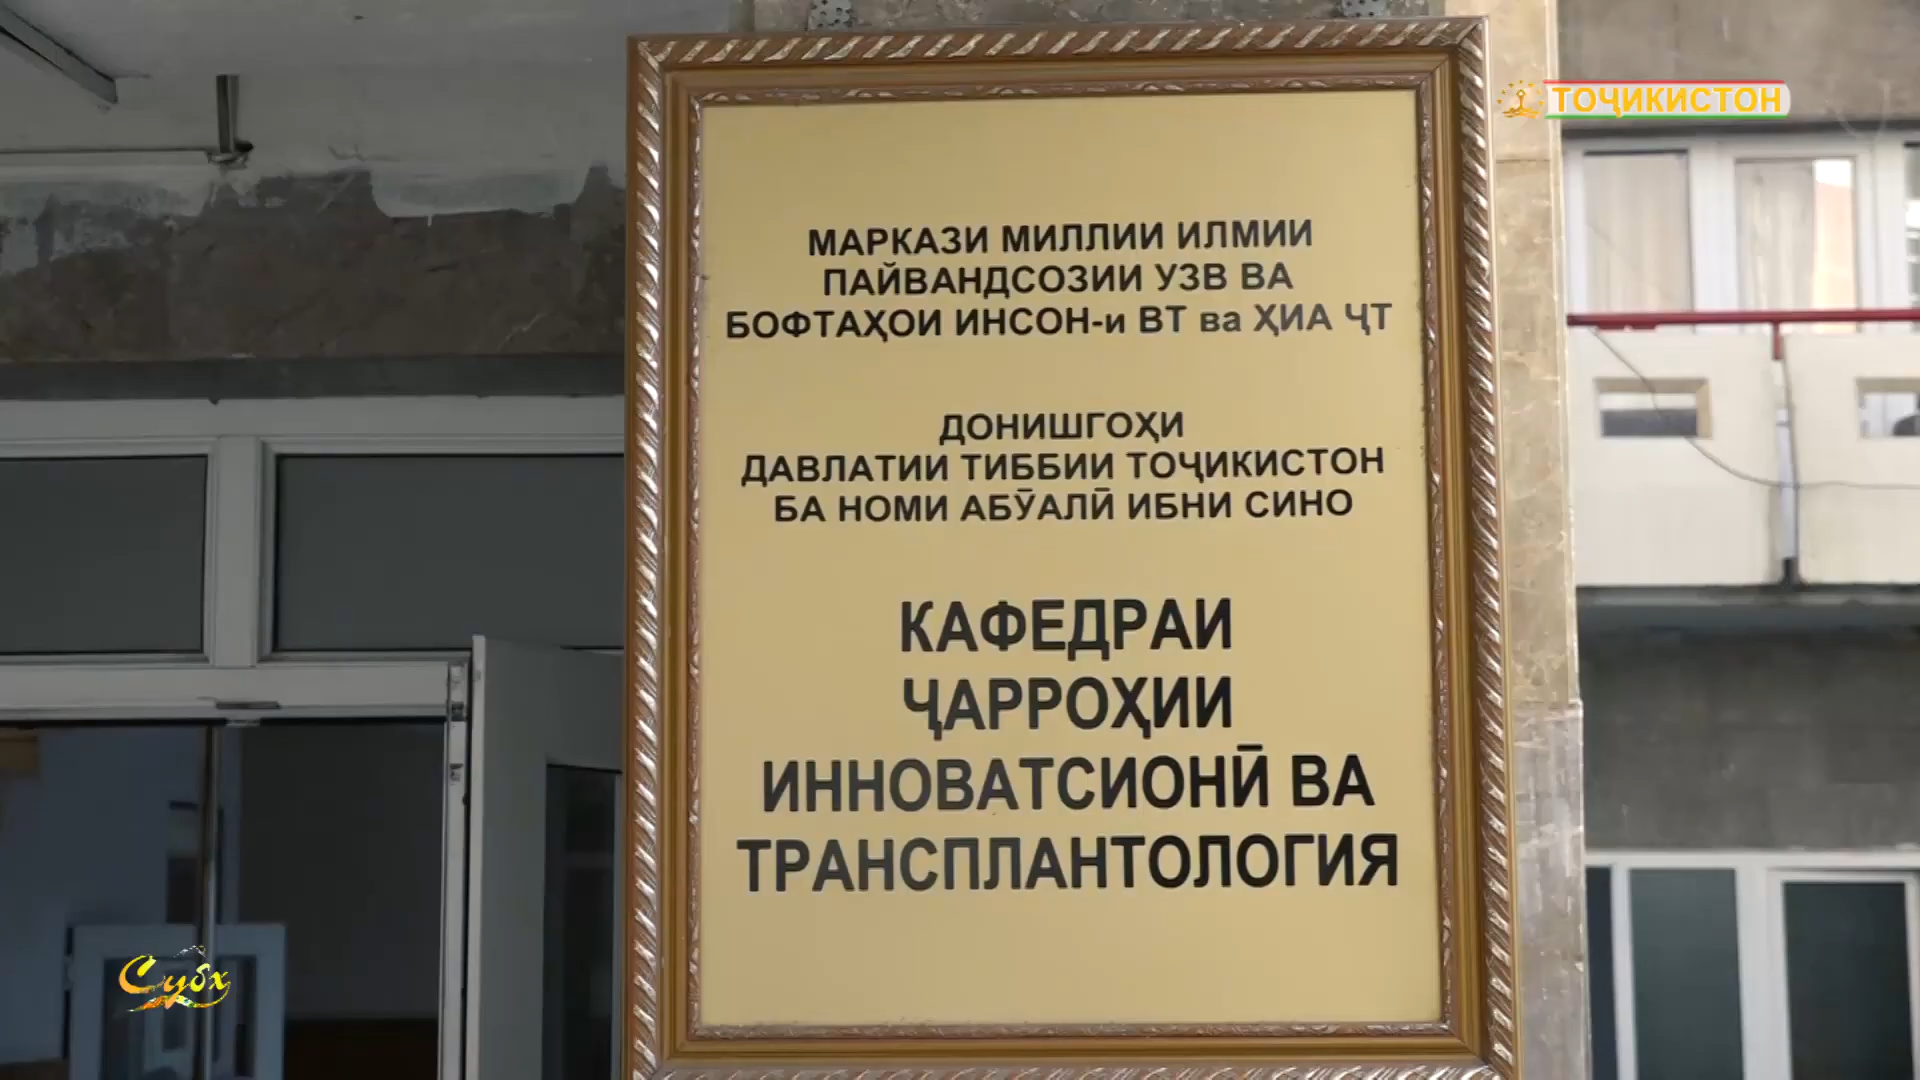 ТОҶИКИСТОН
МАРКАЗИ МИЛЛИИ ИЛМИИ
ПАЙВАНДСОЗИИ УЗВ ВА
БОФТАҲОИ ИНСОН-и ВТ ва ҲИА ҶТ
ДОНИШГОҲИ
ДАВЛАТИИ ТИББИИ ТОҶИКИСТОН
БА НОМИ АБӮАЛӢ ИБНИ СИНО
КАФЕДРАИ
ҶАРРОҲИИ
ИННОВАТСИОНӢ ВА
ТРАНСПЛАНТОЛОГИЯ
Субҳ